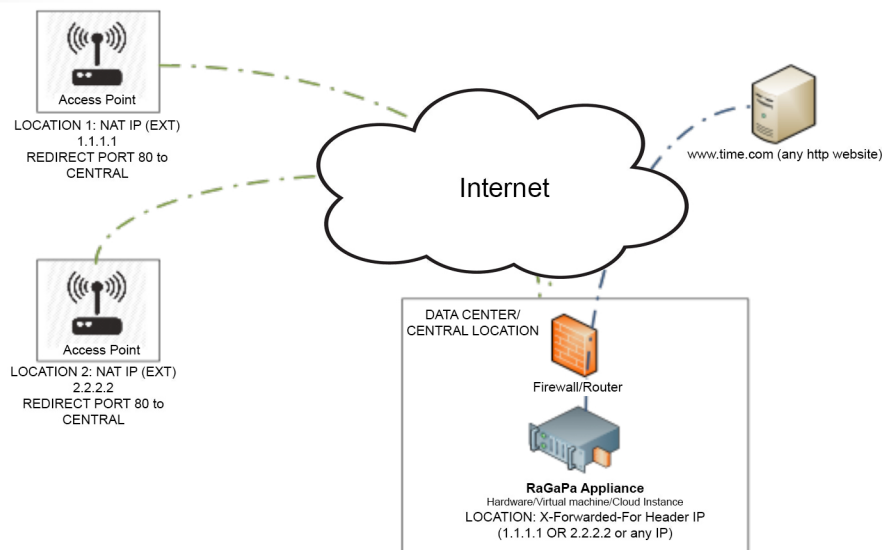 Access Point
LOCATION 1: NAT IP (EXT)
1.1.1.1
REDIRECT PORT 80 to
CENTRAL
Internet
www.time.com (any http website)
Access Point
LOCATION 2: NAT IP (EXT)
2.2.2.2
REDIRECT PORT 80 to
CENTRAL
DATA CENTER/
CENTRAL LOCATION
Firewall/Router
RaGaPa Appliance
Hardware/Virtual machine/Cloud Instance
LOCATION: X-Forwarded-For Header IP
(1.1.1.1 OR 2.2.2.2 or any IP)